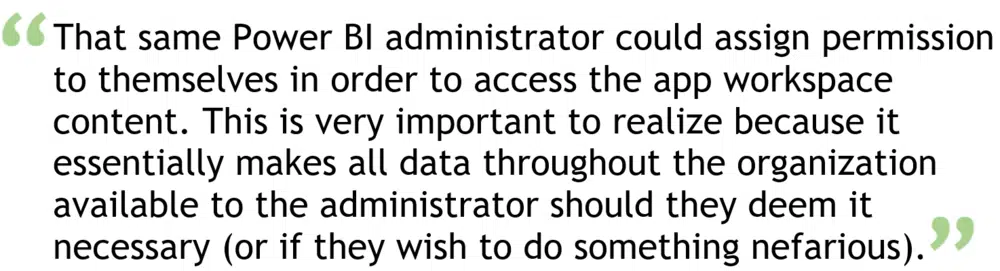 “That same Power BI administrator could assign permission
to themselves in order to access the app workspace
content. This is very important to realize because it
essentially makes all data throughout the organization
available to the administrator should they deem it
necessary (or if they wish to do something nefarious).”